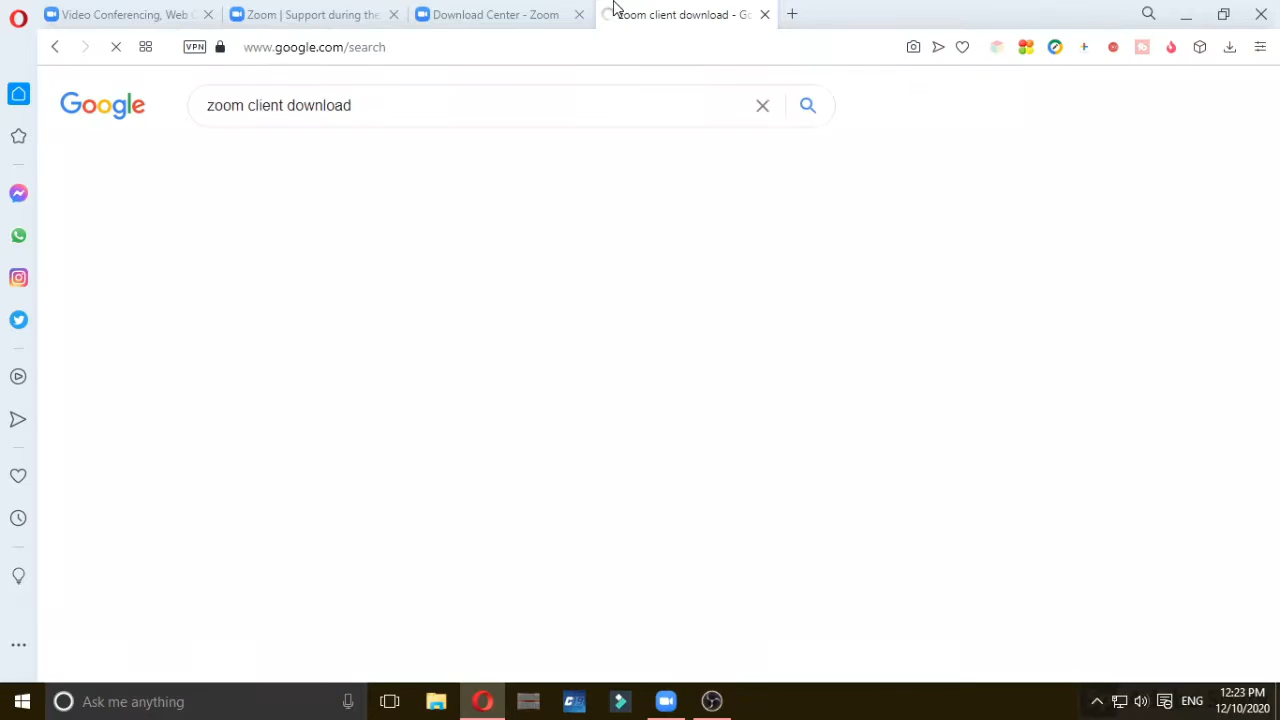 Video Conferencing, Web C
Zoom | Support during the
Download Center - Zoom
zoom client download - Go
VPN
www.google.com/search
Google
zoom client download
Ask me anything
ENG
12:23 PM
12/10/2020